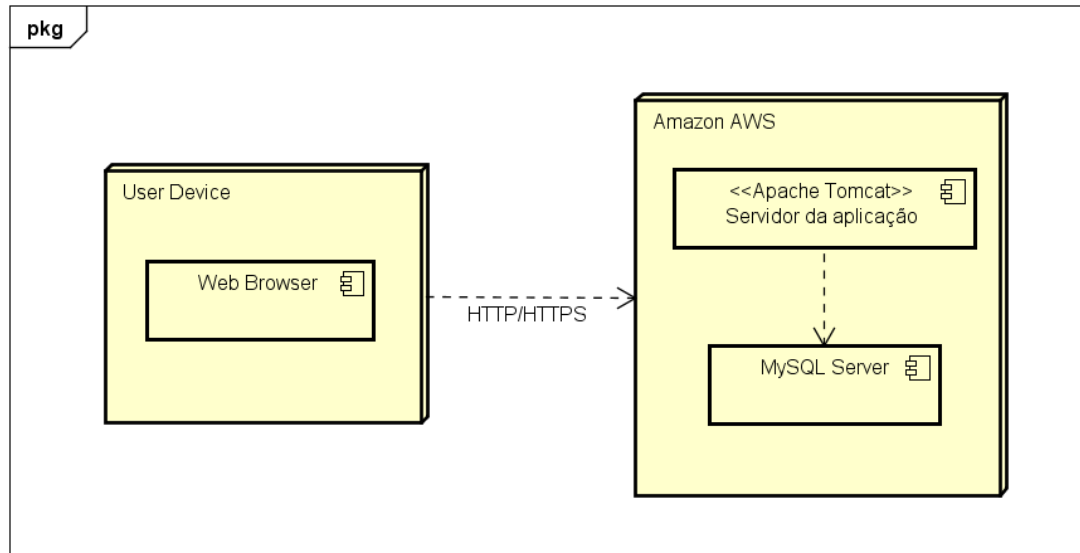 pkg
User Device
Web Browser
HTTP/HTTPS
Amazon AWS
<<Apache Tomcat>>
Servidor da aplicação
MySQL Server